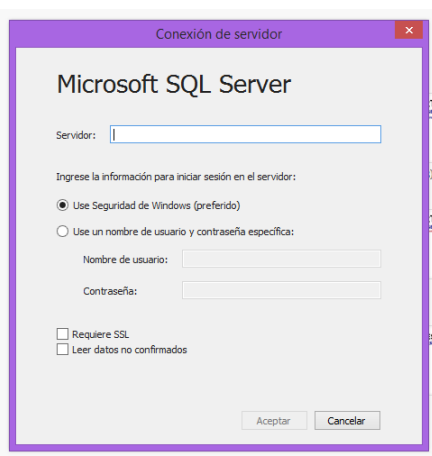 Conexión de servidor
Microsoft SQL Server
Servidor:
Ingrese la información para iniciar sesión en el servidor:
Use Seguridad de Windows (preferido)
Use un nombre de usuario y contraseña específica:
Nombre de usuario:
Contraseña:
Requiere SSL
Leer datos no confirmados
Aceptar Cancelar